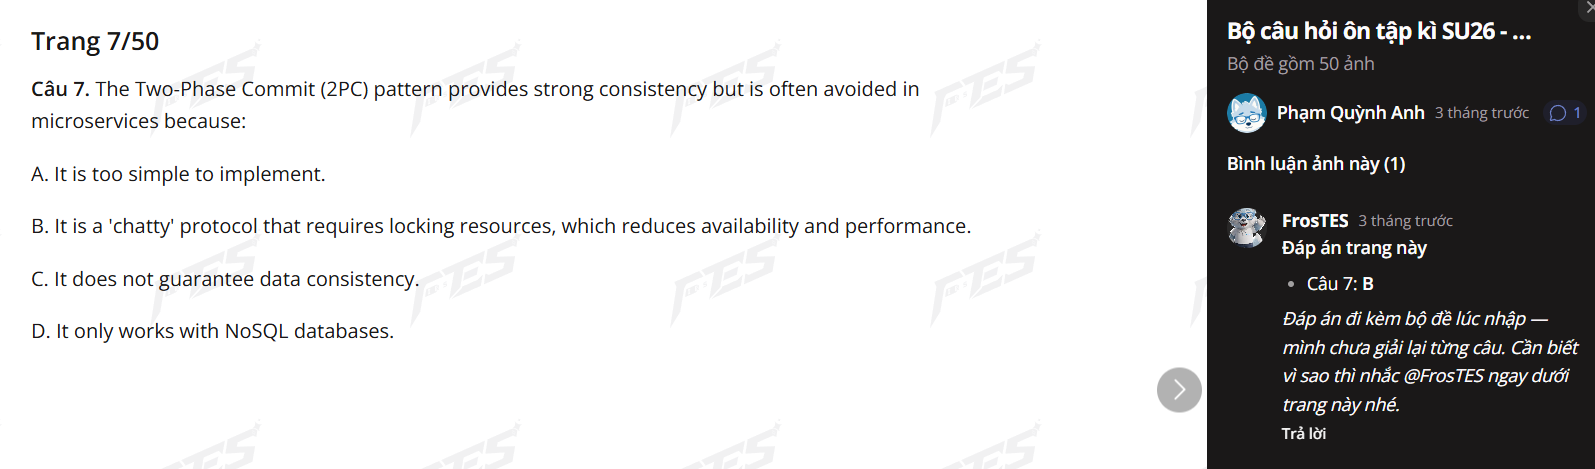 Trang 7/50
Câu 7. The Two-Phase Commit (2PC) pattern provides strong consistency but is often avoided in
microservices because:
A. It is too simple to implement.
B. It is a 'chatty' protocol that requires locking resources, which reduces availability and performance.
C. It does not guarantee data consistency.
D. It only works with NoSQL databases.
Bộ câu hỏi ôn tập kì SU26 - ...
Bộ đề gồm 50 ảnh
Phạm Quỳnh Anh 3 tháng trước 1
Bình luận ảnh này (1)
FrosTES 3 tháng trước
Đáp án trang này
• Câu 7: B
Đáp án đi kèm bộ đề lúc nhập —
mình chưa giải lại từng câu. Cần biết
vì sao thì nhắc @FrosTES ngay dưới
trang này nhé.
Trả lời